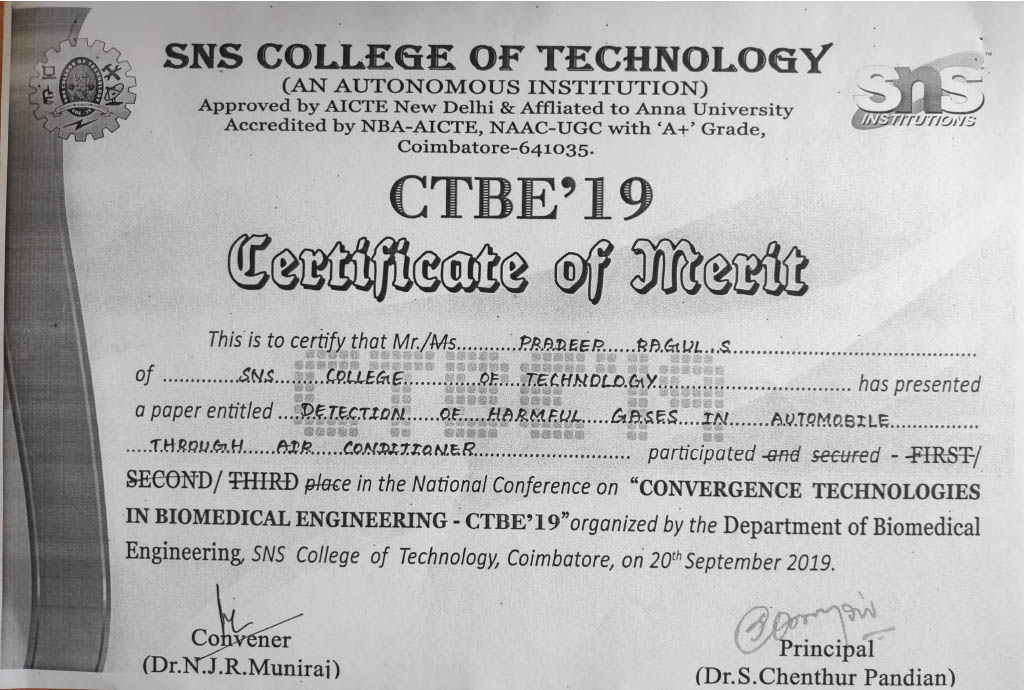 SNS COLLEGE OF TECHNOLOGY
(AN AUTONOMOUS INSTITUTION)
Approved by AICTE New Delhi & Affliated to Anna University
Accredited by NBA-AICTE, NAAC-UGC with ‘A+’ Grade,
Coimbatore-641035.
sns
INSTITUTIONS
CTBE’19
Certificate of Merit
This is to certify that Mr./Ms. PRADEEP RAGUL.S
of SNS COLLEGE OF TECHNOLOGY has presented
a paper entitled DETECTION OF HARMFUL GASES IN AUTOMOBILE
THROUGH AIR CONDITIONER participated and secured - FIRST/
SECOND/ THIRD place in the National Conference on “CONVERGENCE TECHNOLOGIES
IN BIOMEDICAL ENGINEERING - CTBE’19” organized by the Department of Biomedical
Engineering, SNS College of Technology, Coimbatore, on 20th September 2019.
Convener
(Dr.N.J.R.Muniraj)
Principal
(Dr.S.Chenthur Pandian)